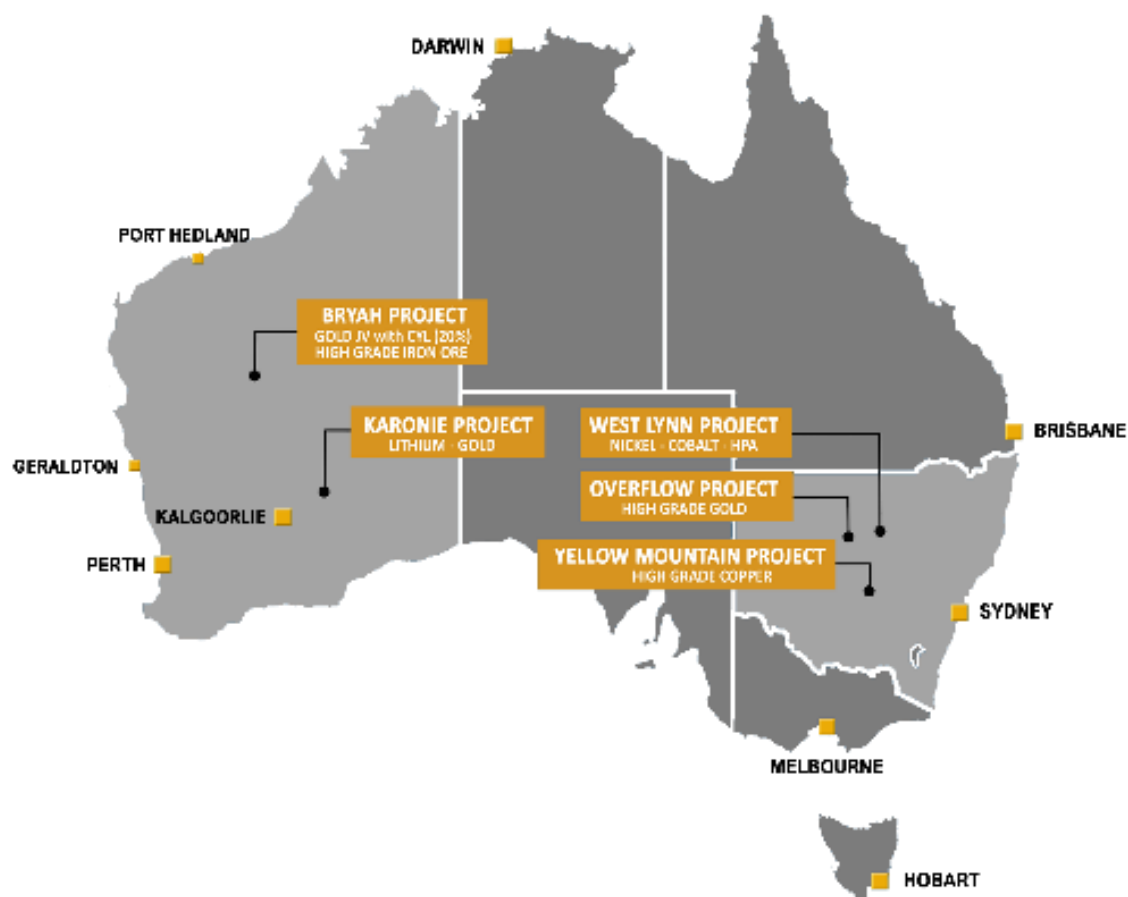 DARWIN
PORT HEDLAND
BRYAH PROJECT
GOLD JV with CYL (20%)
HIGH GRADE IRON ORE
KARONIE PROJECT
LITHIUM - GOLD
WEST LYNN PROJECT
NICKEL - COBALT - HPA
BRISBANE
GERALDTON
OVERFLOW PROJECT
HIGH GRADE GOLD
KALGOORLIE
YELLOW MOUNTAIN PROJECT
HIGH GRADE COPPER
PERTH
SYDNEY
MELBOURNE
HOBART